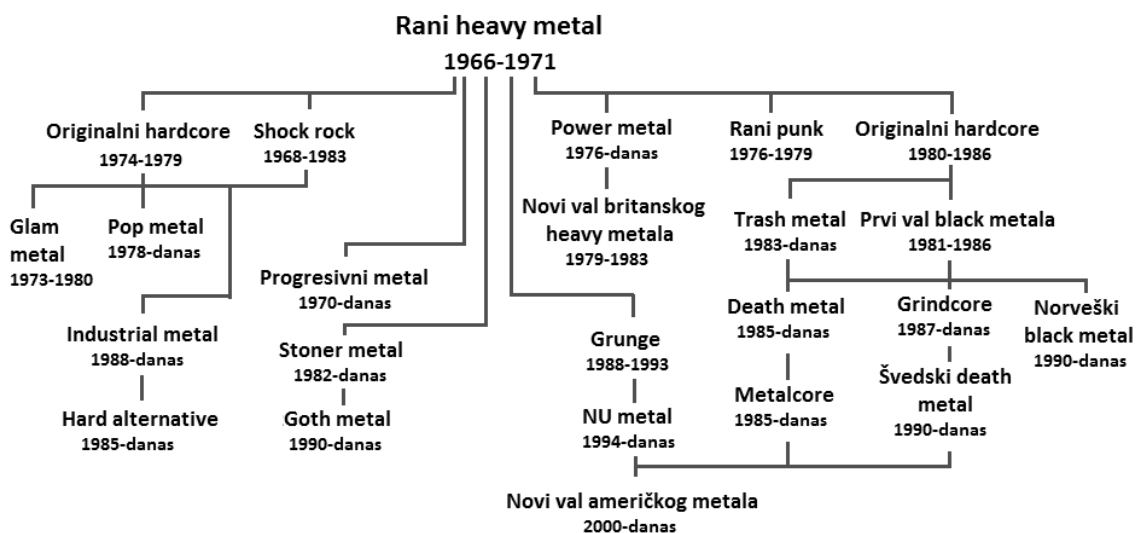 Rani heavy metal
1966-1971
Originalni hardcore
1974-1979
Shock rock
1968-1983
Power metal
1976-danas
Rani punk
1976-1979
Originalni hardcore
1980-1986
Glam
metal
1973-1980
Pop metal
1978-danas
Novi val britanskog
heavy metala
1979-1983
Trash metal
1983-danas
Prvi val black metala
1981-1986
Progresivni metal
1970-danas
Industrial metal
1988-danas
Stoner metal
1982-danas
Grunge
1988-1993
Death metal
1985-danas
Grindcore
1987-danas
Norveški
black metal
1990-danas
Hard alternative
1985-danas
Goth metal
1990-danas
NU metal
1994-danas
Metalcore
1985-danas
Švedski death
metal
1990-danas
Novi val američkog metala
2000-danas